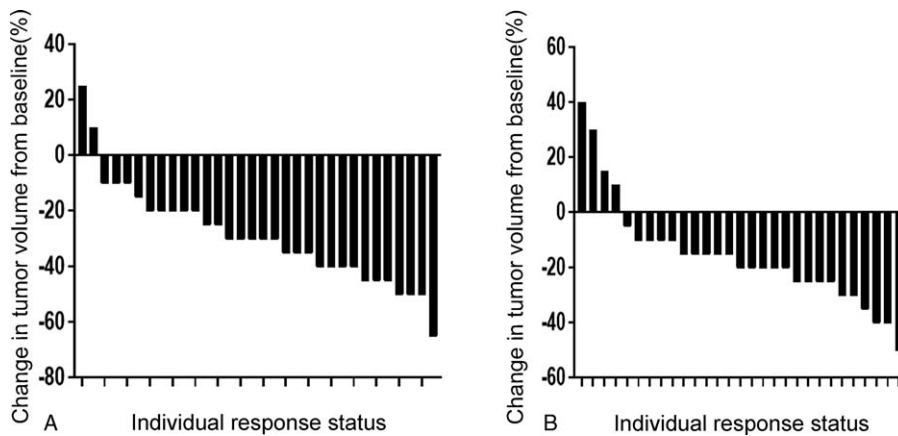 Change in tumor volume from baseline(%)
40
20
0
-20
-40
-60
-80
A
Individual response status
Change in tumor volume from baseline(%)
60
40
20
0
-20
-40
-60
B
Individual response status